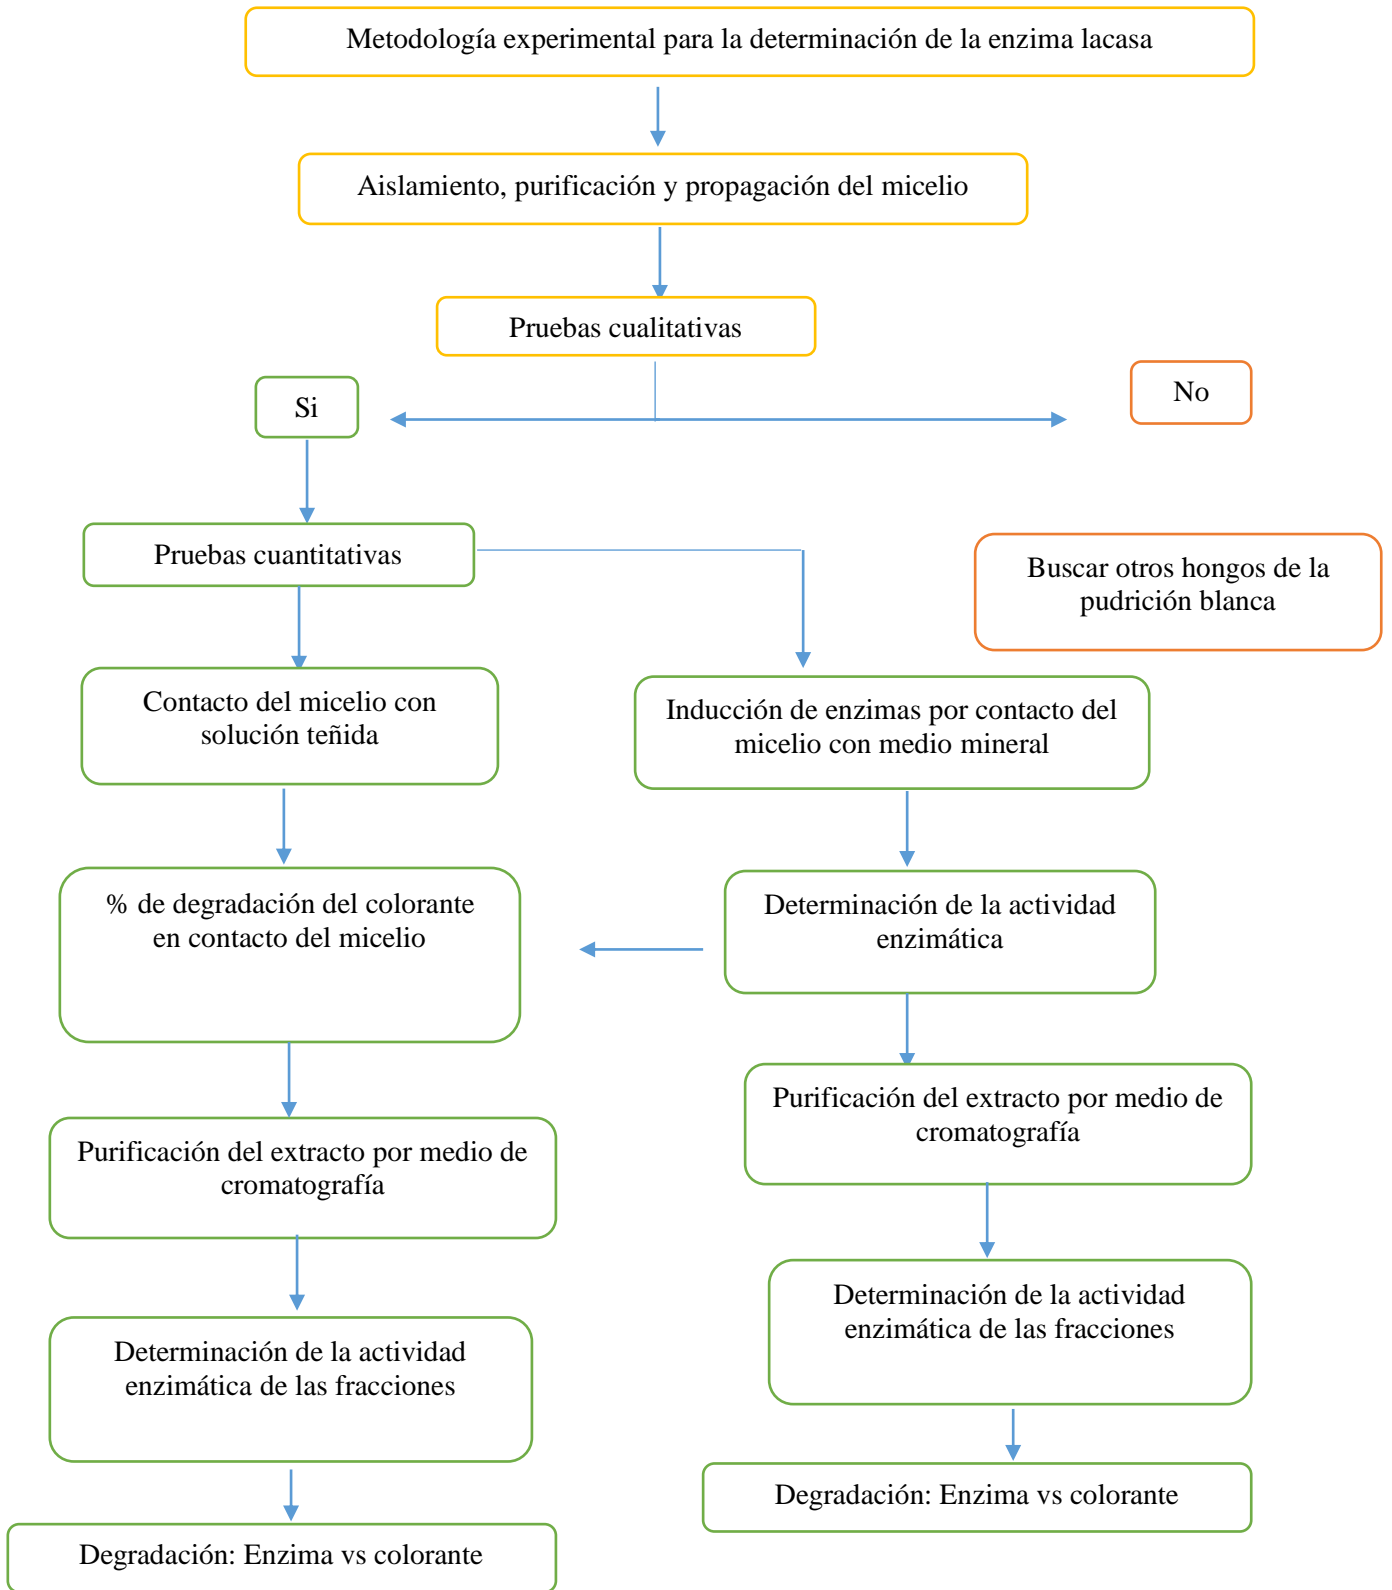 Metodología experimental para la determinación de la enzima lacasa
Aislamiento, purificación y propagación del micelio
Pruebas cualitativas
Si
No
Pruebas cuantitativas
Buscar otros hongos de la
pudrición blanca
Contacto del micelio con
solución teñida
Inducción de enzimas por contacto del
micelio con medio mineral
% de degradación del colorante
en contacto del micelio
Determinación de la actividad
enzimática
Purificación del extracto por medio de
cromatografía
Purificación del extracto por medio de
cromatografía
Determinación de la actividad
enzimática de las fracciones
Determinación de la actividad
enzimática de las fracciones
Degradación: Enzima vs colorante
Degradación: Enzima vs colorante